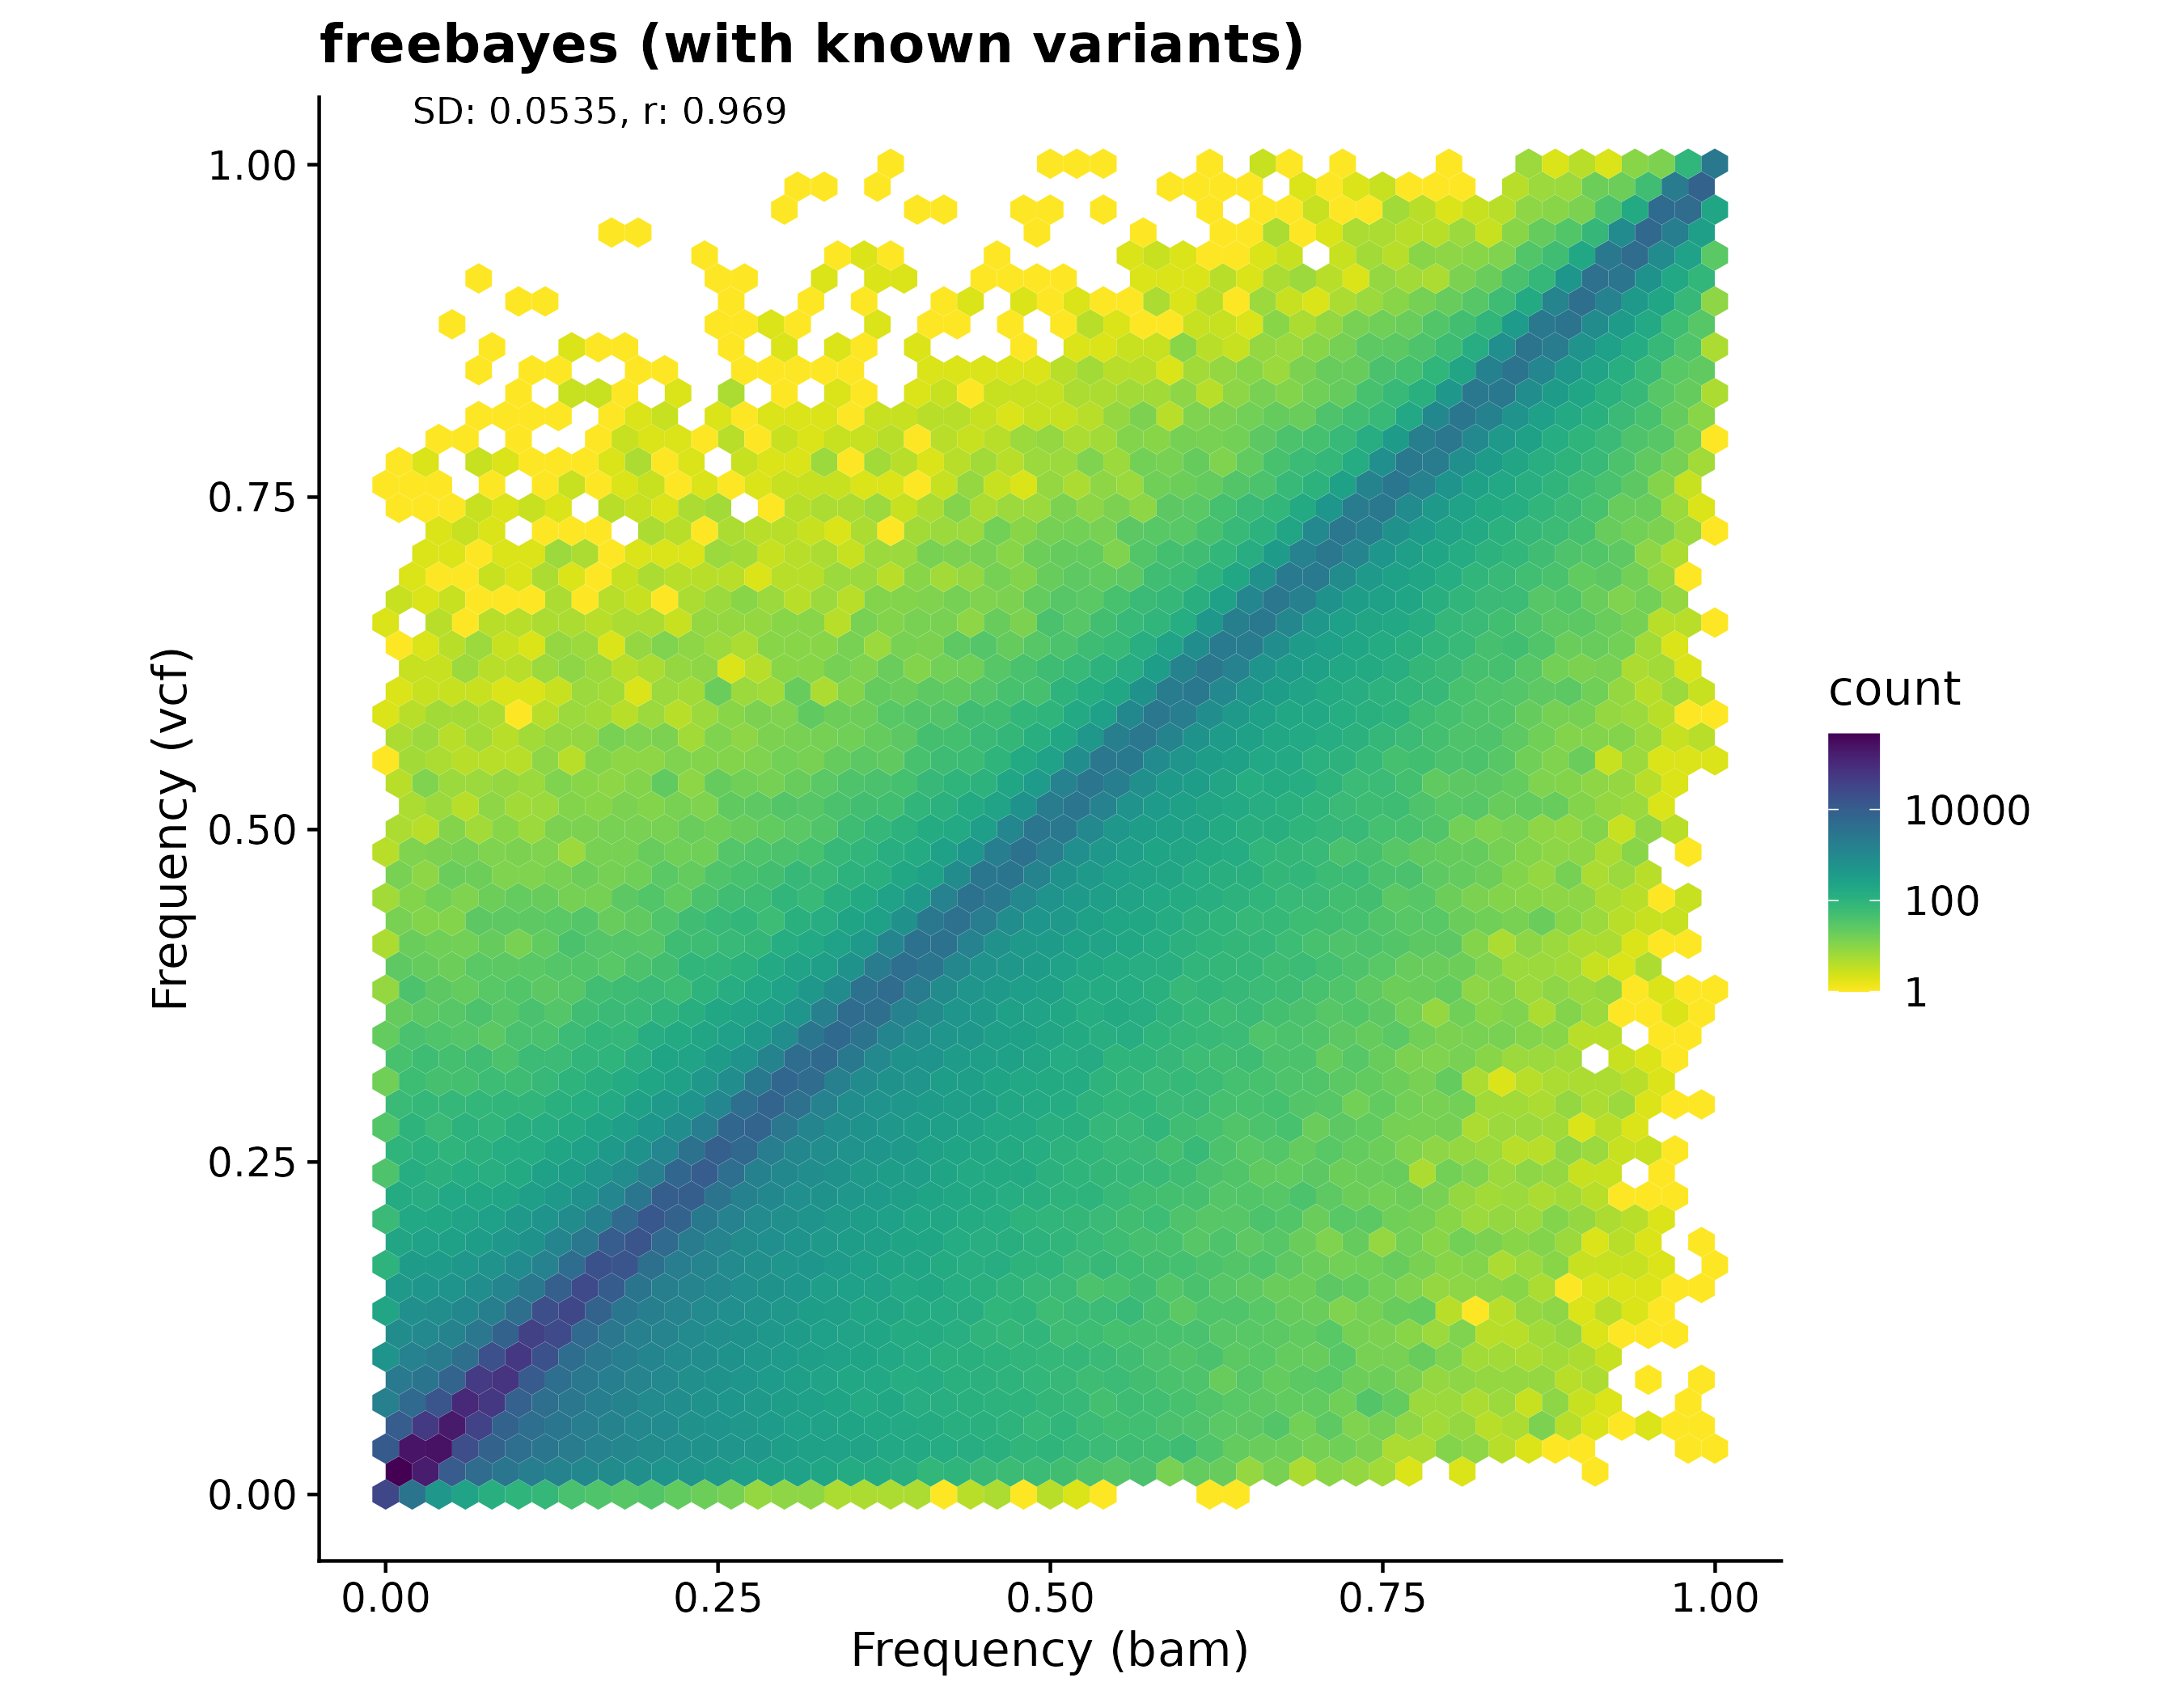 freebayes (with known variants)
SD: 0.0535, r: 0.969
1.00
0.75
0.50
0.25
0.00
Frequency (vcf)
0.00 0.25 0.50 0.75 1.00
Frequency (bam)
count
10000
100
1